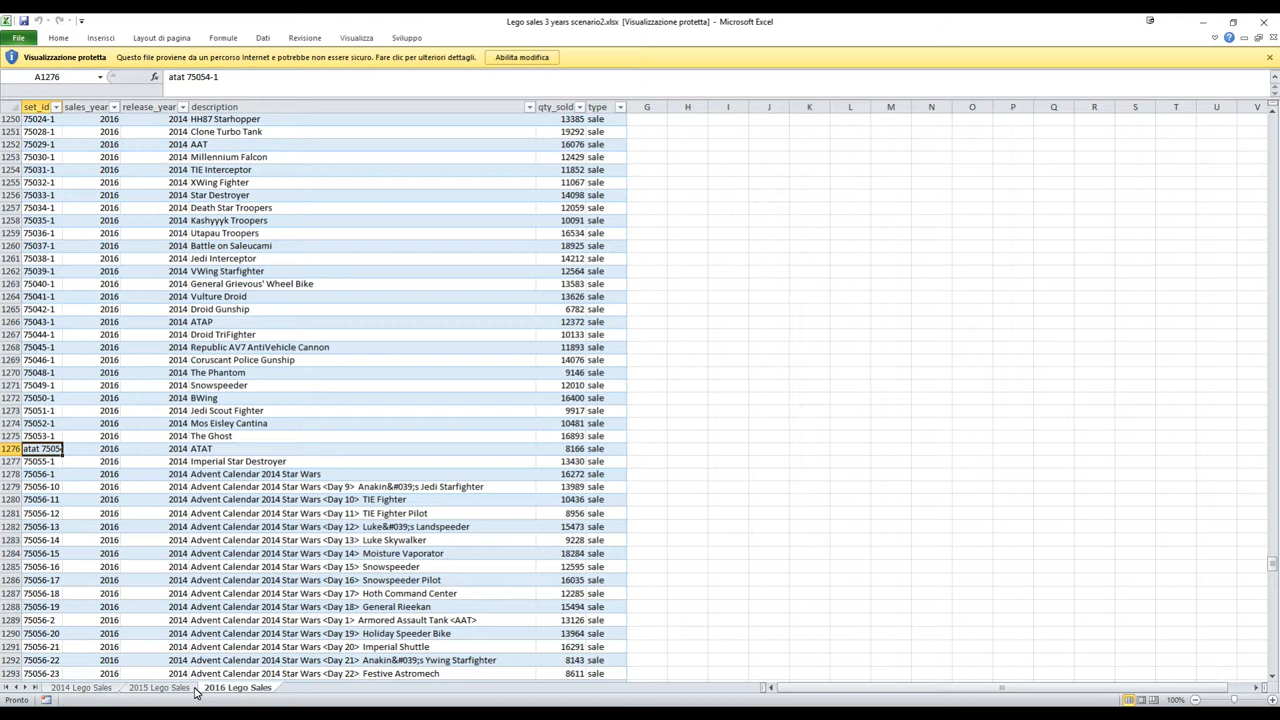 Lego sales 3 years scenario2.xlsx [Visualizzazione protetta] - Microsoft Excel
File Home Inserisci Layout di pagina Formule Dati Revisione Visualizza Sviluppo
Visualizzazione protetta Questo file proviene da un percorso Internet e potrebbe non essere sicuro. Fare clic per ulteriori dettagli. Abilita modifica
A1276 fx atat 75054-1
set_id sales_year release_year description qty_sold type G H I J K L M N O P Q R S T U V
1250 75024-1 2016 2014 HH87 Starhopper 13385 sale
1251 75028-1 2016 2014 Clone Turbo Tank 19292 sale
1252 75029-1 2016 2014 AAT 16076 sale
1253 75030-1 2016 2014 Millennium Falcon 12429 sale
1254 75031-1 2016 2014 TIE Interceptor 11852 sale
1255 75032-1 2016 2014 XWing Fighter 11067 sale
1256 75033-1 2016 2014 Star Destroyer 14098 sale
1257 75034-1 2016 2014 Death Star Troopers 12059 sale
1258 75035-1 2016 2014 Kashyyyk Troopers 10091 sale
1259 75036-1 2016 2014 Utapau Troopers 16534 sale
1260 75037-1 2016 2014 Battle on Saleucami 18925 sale
1261 75038-1 2016 2014 Jedi Interceptor 14212 sale
1262 75039-1 2016 2014 VWing Starfighter 12564 sale
1263 75040-1 2016 2014 General Grievous' Wheel Bike 13583 sale
1264 75041-1 2016 2014 Vulture Droid 13626 sale
1265 75042-1 2016 2014 Droid Gunship 6782 sale
1266 75043-1 2016 2014 ATAP 12372 sale
1267 75044-1 2016 2014 Droid TriFighter 11188 sale
1268 75045-1 2016 2014 Republic AV7 AntiVehicle Cannon 11893 sale
1269 75046-1 2016 2014 Coruscant Police Gunship 14076 sale
1270 75048-1 2016 2014 The Phantom 9146 sale
1271 75049-1 2016 2014 Snowspeeder 12010 sale
1272 75050-1 2016 2014 BWing 16400 sale
1273 75051-1 2016 2014 Jedi Scout Fighter 9917 sale
1274 75052-1 2016 2014 Mos Eisley Cantina 10481 sale
1275 75053-1 2016 2014 The Ghost 16893 sale
1276 atat 7505 2016 2014 ATAT 8166 sale
1277 75055-1 2016 2014 Imperial Star Destroyer 13430 sale
1278 75056-1 2016 2014 Advent Calendar 2014 Star Wars 16272 sale
1279 75056-10 2016 2014 Advent Calendar 2014 Star Wars <Day 9> Anakin&#039;s Jedi Starfighter 13989 sale
1280 75056-11 2016 2014 Advent Calendar 2014 Star Wars <Day 10> TIE Fighter 10436 sale
1281 75056-12 2016 2014 Advent Calendar 2014 Star Wars <Day 11> TIE Fighter Pilot 8956 sale
1282 75056-13 2016 2014 Advent Calendar 2014 Star Wars <Day 12> Luke&#039;s Landspeeder 15473 sale
1283 75056-14 2016 2014 Advent Calendar 2014 Star Wars <Day 13> Luke Skywalker 9228 sale
1284 75056-15 2016 2014 Advent Calendar 2014 Star Wars <Day 14> Moisture Vaporator 18284 sale
1285 75056-16 2016 2014 Advent Calendar 2014 Star Wars <Day 15> Snowspeeder 12595 sale
1286 75056-17 2016 2014 Advent Calendar 2014 Star Wars <Day 16> Snowspeeder Pilot 16035 sale
1287 75056-18 2016 2014 Advent Calendar 2014 Star Wars <Day 17> Hoth Command Center 12285 sale
1288 75056-19 2016 2014 Advent Calendar 2014 Star Wars <Day 18> General Rieekan 15494 sale
1289 75056-2 2016 2014 Advent Calendar 2014 Star Wars <Day 1> Armored Assault Tank <AAT> 13126 sale
1290 75056-20 2016 2014 Advent Calendar 2014 Star Wars <Day 19> Holiday Speeder Bike 13964 sale
1291 75056-21 2016 2014 Advent Calendar 2014 Star Wars <Day 20> Imperial Shuttle 16291 sale
1292 75056-22 2016 2014 Advent Calendar 2014 Star Wars <Day 21> Anakin&#039;s Ywing Starfighter 8143 sale
1293 75056-23 2016 2014 Advent Calendar 2014 Star Wars <Day 22> Festive Astromech 8611 sale
2014 Lego Sales 2015 Lego Sales 2016 Lego Sales
Pronto 100%